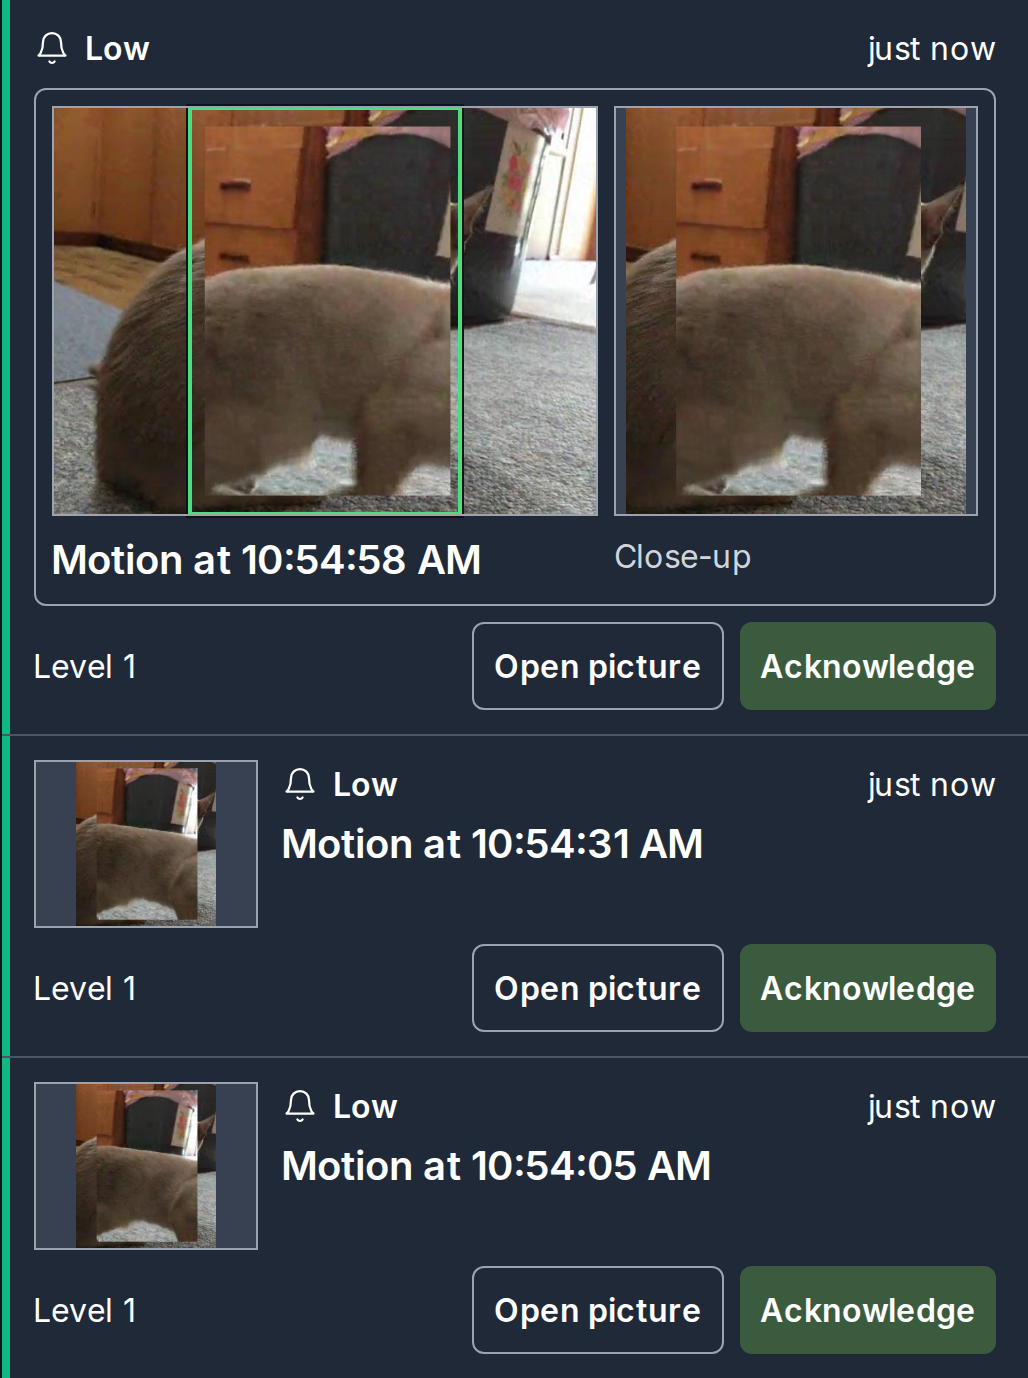 Low
just now
Motion at 10:54:58 AM
Close-up
Level 1
Open picture
Acknowledge
Low
just now
Motion at 10:54:31 AM
Level 1
Open picture
Acknowledge
Low
just now
Motion at 10:54:05 AM
Level 1
Open picture
Acknowledge